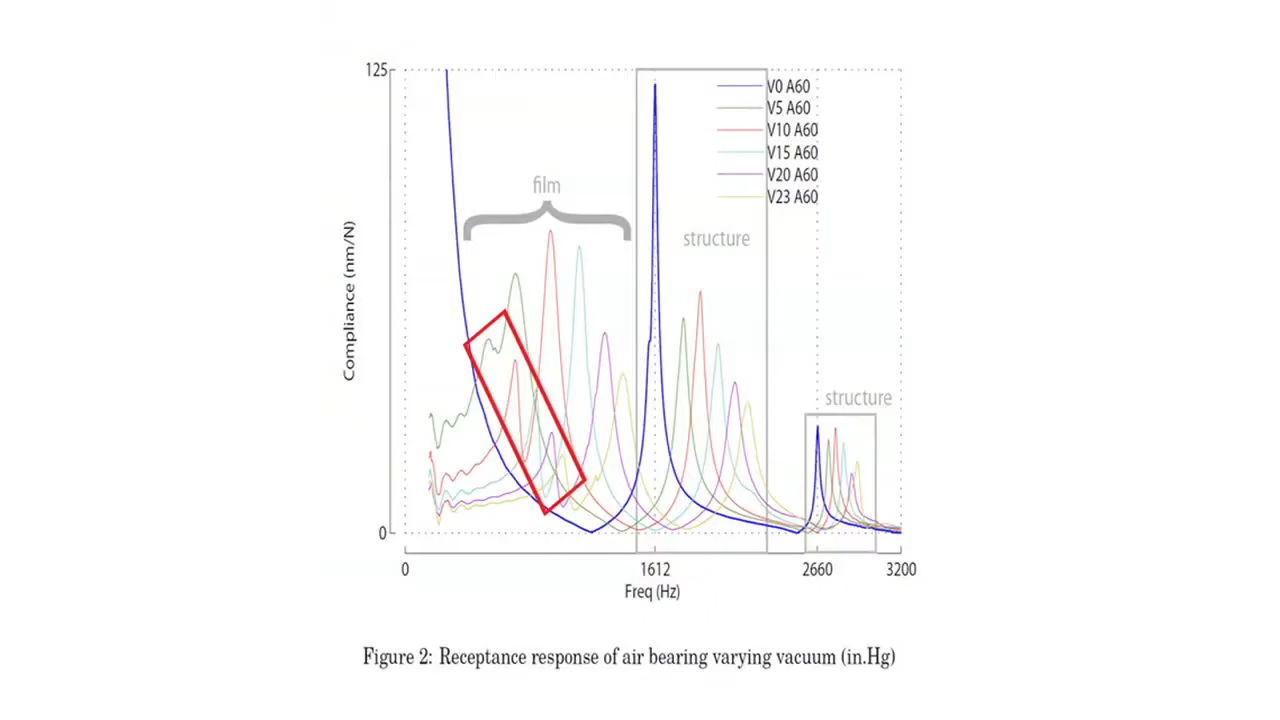 125
V0 A60
V5 A60
V10 A60
V15 A60
V20 A60
V23 A60
film
structure
Compliance (nm/N)
structure
0
0
1612
2660
3200
Freq (Hz)
Figure 2: Receptance response of air bearing varying vacuum (in.Hg)